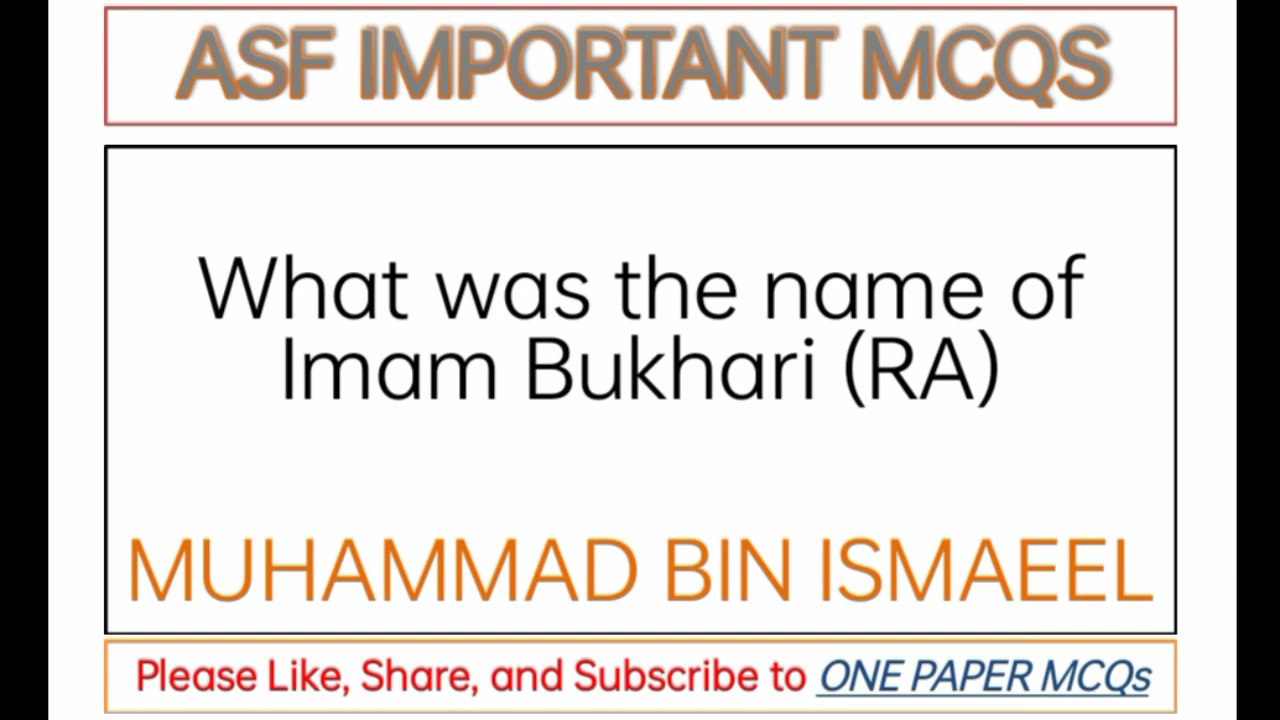 ASF IMPORTANT MCQS
What was the name of
Imam Bukhari (RA)
MUHAMMAD BIN ISMAEEL
Please Like, Share, and Subscribe to ONE PAPER MCQs